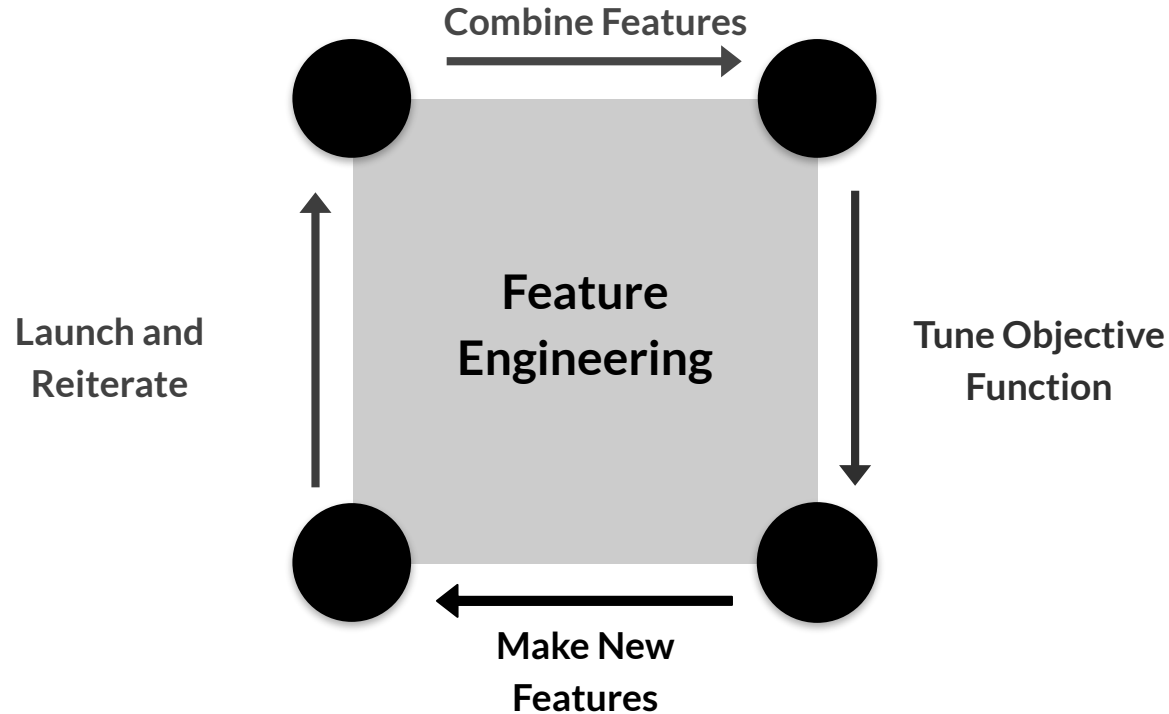 Combine Features
Feature
Engineering
Launch and
Reiterate
Tune Objective
Function
Make New
Features